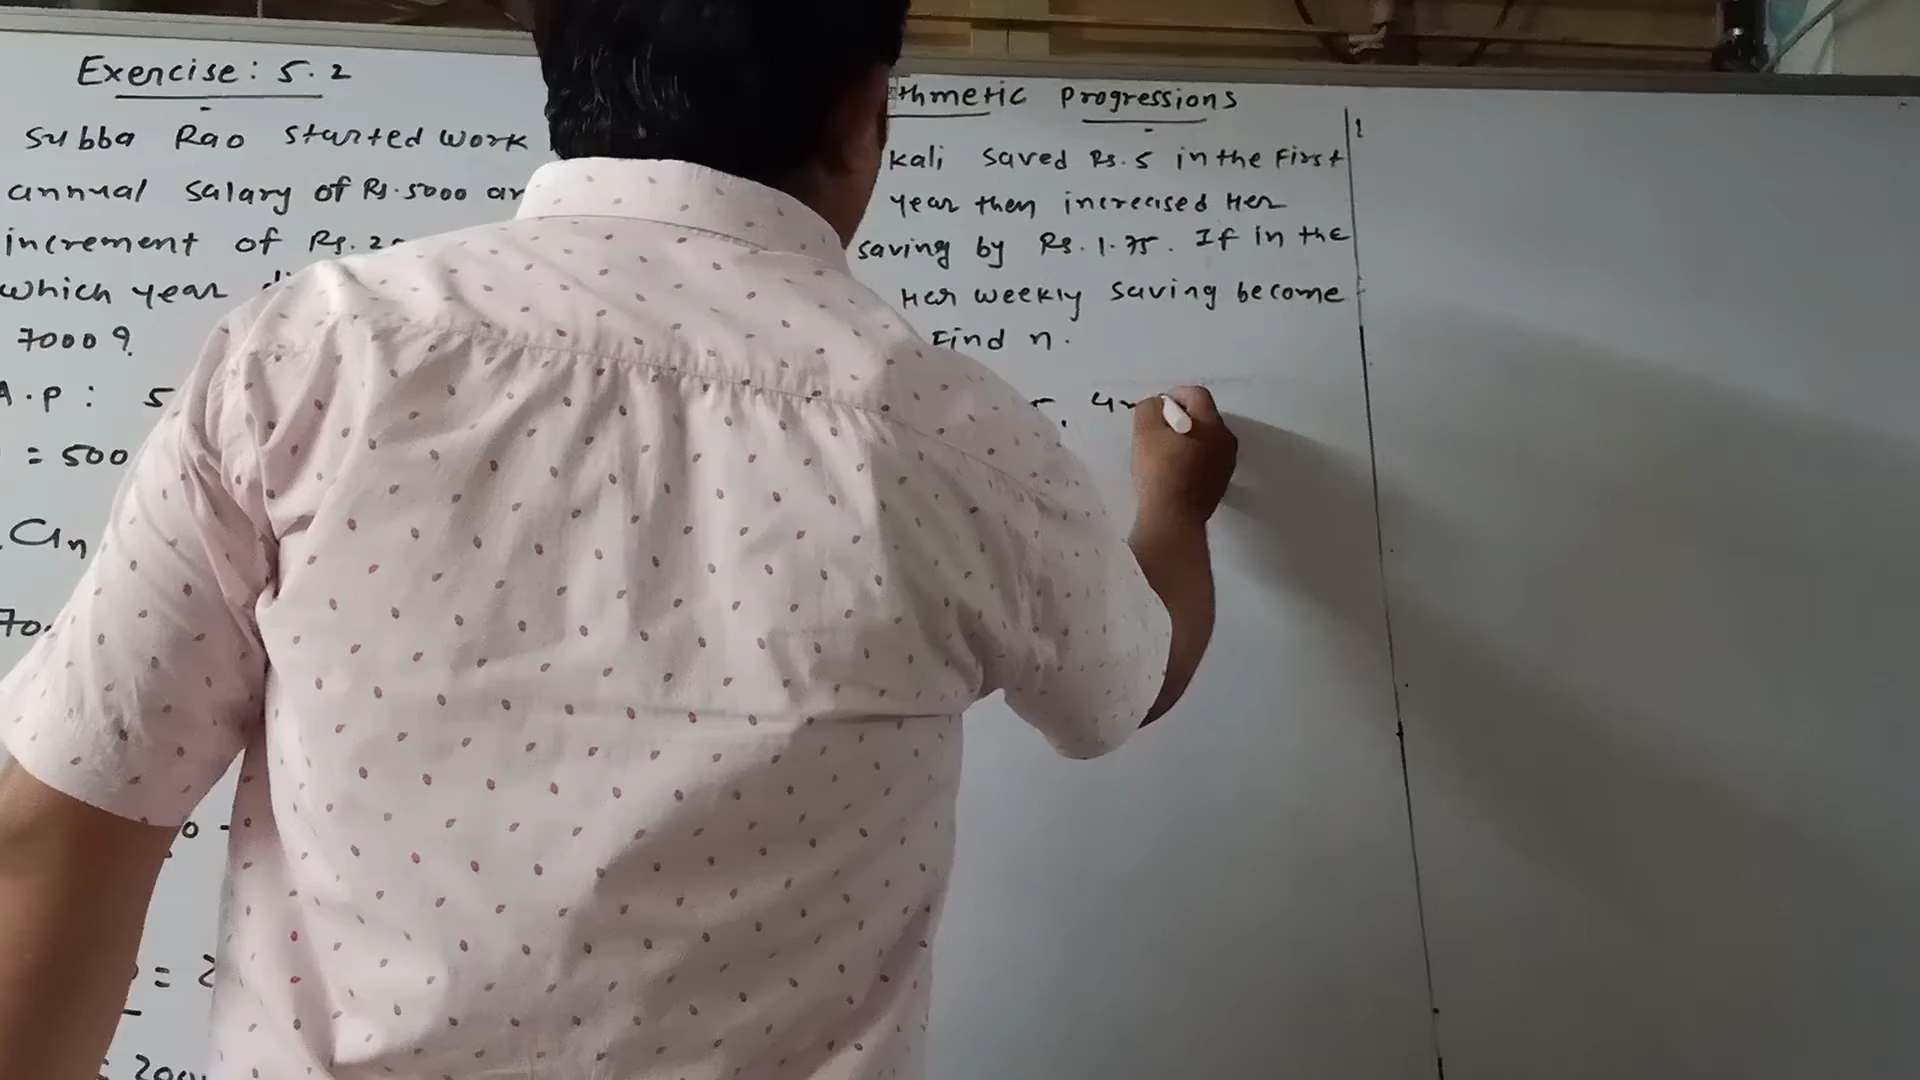 Exercise: 5.2
Subba Rao started work
annual salary of Rs.5000
increment of Rs.
which year
7000?
A.p: 5
= 500
an
= 2
thmetic progressions
kali saved Rs.5 in the First
year then increased Her
saving by Rs.1.75. If in the
Her weekly saving become
Find n.